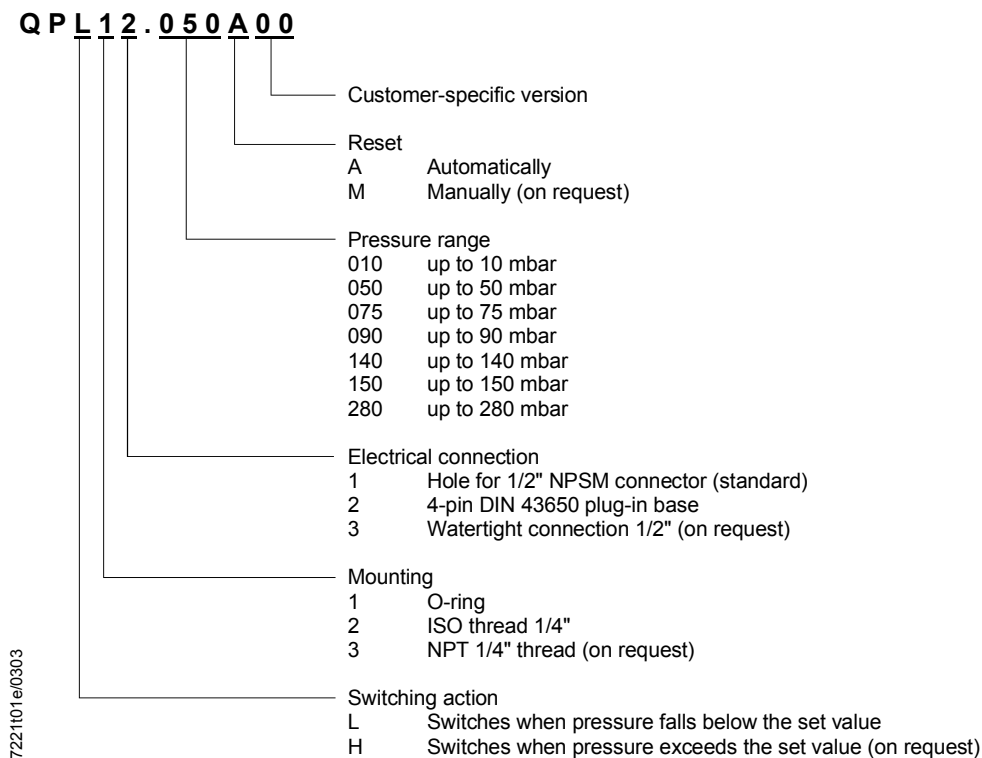 QPL12.050A00
Customer-specific version
Reset
A Automatically
M Manually (on request)
Pressure range
010 up to 10 mbar
050 up to 50 mbar
075 up to 75 mbar
090 up to 90 mbar
140 up to 140 mbar
150 up to 150 mbar
280 up to 280 mbar
Electrical connection
1 Hole for 1/2" NPSM connector (standard)
2 4-pin DIN 43650 plug-in base
3 Watertight connection 1/2" (on request)
Mounting
1 O-ring
2 ISO thread 1/4"
3 NPT 1/4" thread (on request)
Switching action
L Switches when pressure falls below the set value
H Switches when pressure exceeds the set value (on request)
7221t01e/0303